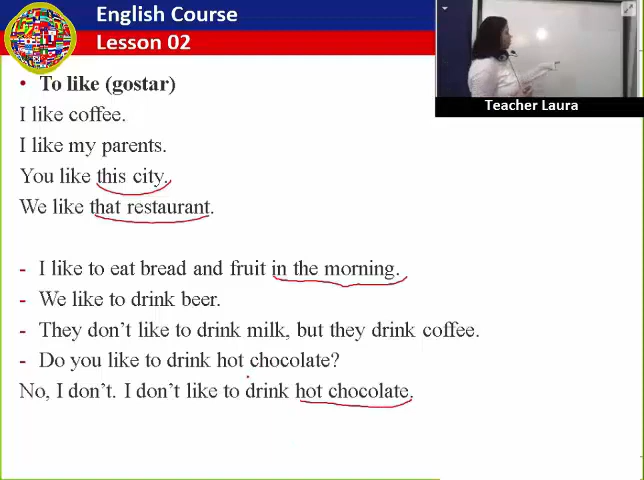 English Course
Lesson 02
Teacher Laura
• To like (gostar)
I like coffee.
I like my parents.
You like this city.
We like that restaurant.
- I like to eat bread and fruit in the morning.
- We like to drink beer.
- They don't like to drink milk, but they drink coffee.
- Do you like to drink hot chocolate?
No, I don't. I don't like to drink hot chocolate.